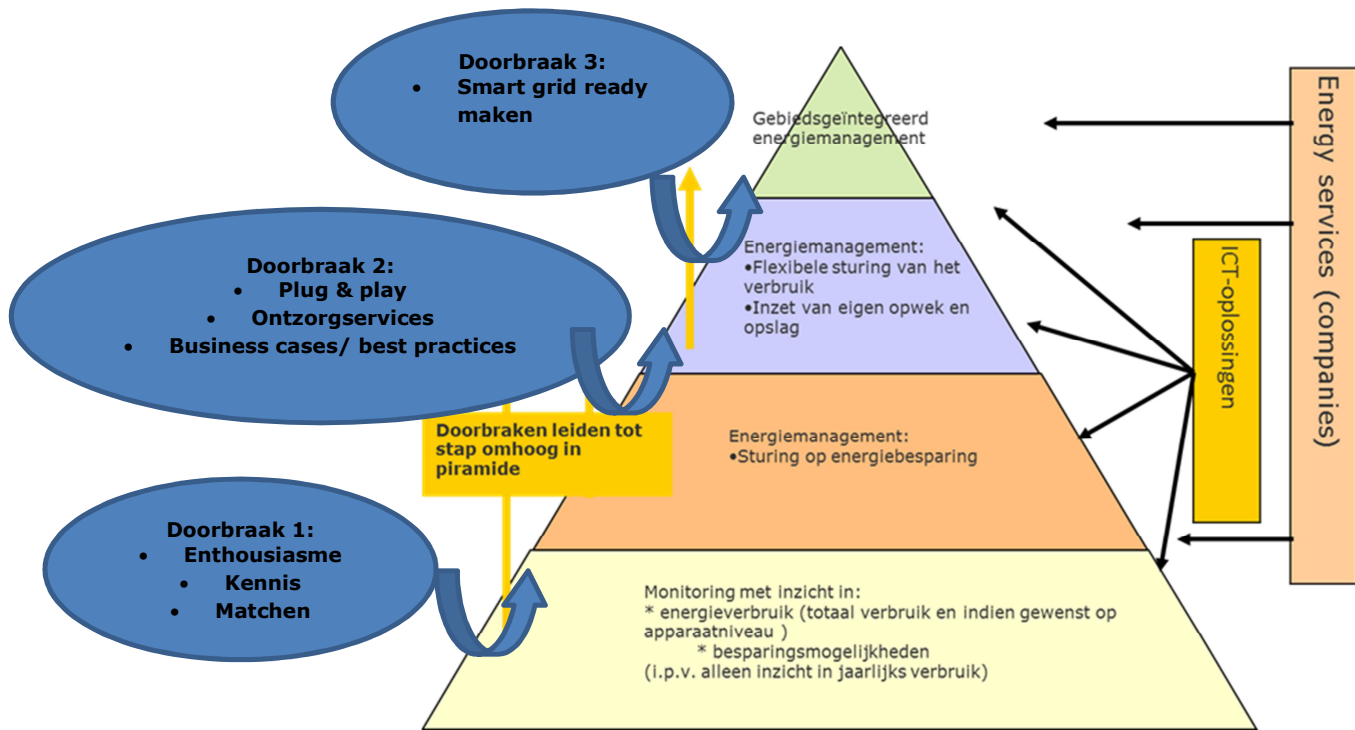 Doorbraak 3:
• Smart grid ready
maken
Doorbraak 2:
• Plug & play
• Ontzorgservices
• Business cases/ best practices
Doorbraken leiden tot
stap omhoog in
piramide
Doorbraak 1:
• Enthousiasme
• Kennis
• Matchen
Gebiedsgeïntegreerd
energiemanagement
Energiemanagement:
•Flexibele sturing van het
verbruik
•Inzet van eigen opwek en
opslag
Energiemanagement:
•Sturing op energiebesparing
Monitoring met inzicht in:
* energieverbruik (totaal verbruik en indien gewenst op
apparaatniveau )
* besparingsmogelijkheden
(i.p.v. alleen inzicht in jaarlijks verbruik)
ICT-oplossingen
Energy services (companies)